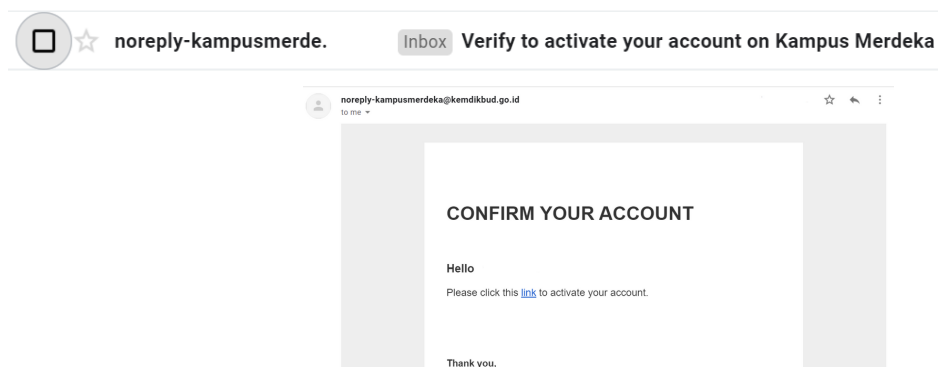 noreply-kampusmerde. Inbox Verify to activate your account on Kampus Merdeka
noreply-kampusmerdeka@kemdikbud.go.id
to me
CONFIRM YOUR ACCOUNT
Hello
Please click this link to activate your account.
Thank you,